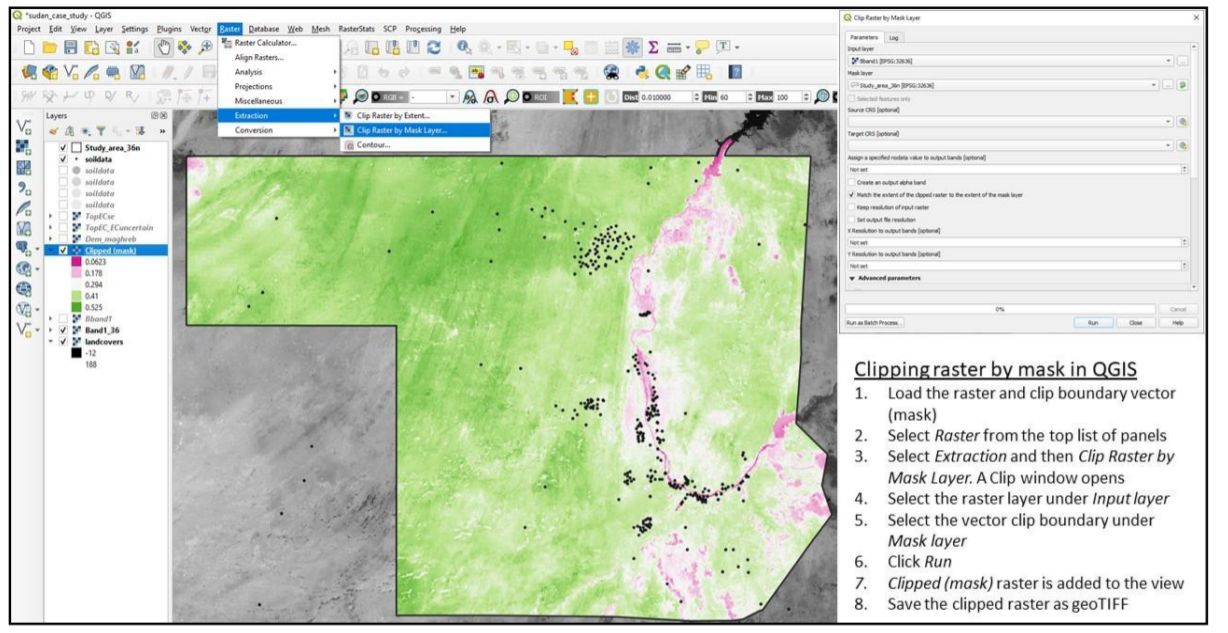 *sudan_case_study - QGIS
Project Edit View Layer Settings Plugins Vector Raster Database Web Mesh RasterStats SCP Processing Help
Raster Calculator...
Align Rasters...
Analysis
Projections
Miscellaneous
Extraction
Conversion
Clip Raster by Extent...
Clip Raster by Mask Layer...
Contour...
RGB = -
ROI
Dist 0.010000
Min 60
Max 100
Layers
Study_area_36n
soildata
soildata
soildata
soildata
soildata
TopECse
TopEC_ECuncertain
Dem_maghreb
Clipped (mask)
0.0623
0.178
0.294
0.41
0.525
Bband1
Band1_36
landcovers
-12
188
Clip Raster by Mask Layer
Parameters Log
Input layer
Bband1 [EPSG:32636]
Mask layer
Study_area_36n [EPSG:32636]
Selected features only
Source CRS [optional]
Target CRS [optional]
Assign a specified nodata value to output bands [optional]
Not set
Create an output alpha band
Match the extent of the clipped raster to the extent of the mask layer
Keep resolution of input raster
Set output file resolution
X Resolution to output bands [optional]
Not set
Y Resolution to output bands [optional]
Not set
Advanced parameters
0%
Cancel
Run as Batch Process...
Run Close Help
Clipping raster by mask in QGIS
1. Load the raster and clip boundary vector
(mask)
2. Select Raster from the top list of panels
3. Select Extraction and then Clip Raster by
Mask Layer. A Clip window opens
4. Select the raster layer under Input layer
5. Select the vector clip boundary under
Mask layer
6. Click Run
7. Clipped (mask) raster is added to the view
8. Save the clipped raster as geoTIFF